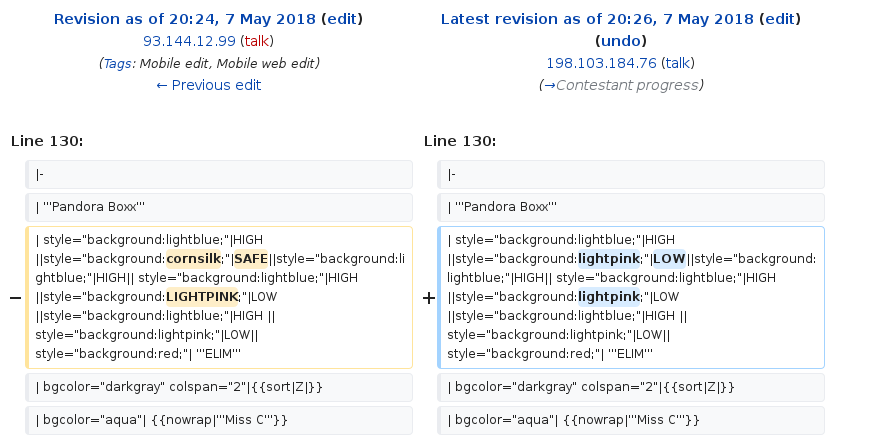 Revision as of 20:24, 7 May 2018 (edit)
93.144.12.99 (talk)
(Tags: Mobile edit, Mobile web edit)
← Previous edit
Latest revision as of 20:26, 7 May 2018 (edit)
(undo)
198.103.184.76 (talk)
(→Contestant progress)
Line 130:
Line 130:
|-
|-
| '''Pandora Boxx'''
| '''Pandora Boxx'''
− | style="background:lightblue;"|HIGH
||style="background:cornsilk;"|SAFE||style="background:li
ghtblue;"|HIGH|| style="background:lightblue;"|HIGH
||style="background:LIGHTPINK;"|LOW
||style="background:lightblue;"|HIGH ||
style="background:lightpink;"|LOW||
style="background:red;"| '''ELIM'''
+ | style="background:lightblue;"|HIGH
||style="background:lightpink;"|LOW||style="background:
lightblue;"|HIGH|| style="background:lightblue;"|HIGH
||style="background:lightpink;"|LOW
||style="background:lightblue;"|HIGH ||
style="background:lightpink;"|LOW||
style="background:red;"| '''ELIM'''
| bgcolor="darkgray" colspan="2"|{{sort|Z|}}
| bgcolor="darkgray" colspan="2"|{{sort|Z|}}
| bgcolor="aqua"| {{nowrap|'''Miss C'''}}
| bgcolor="aqua"| {{nowrap|'''Miss C'''}}